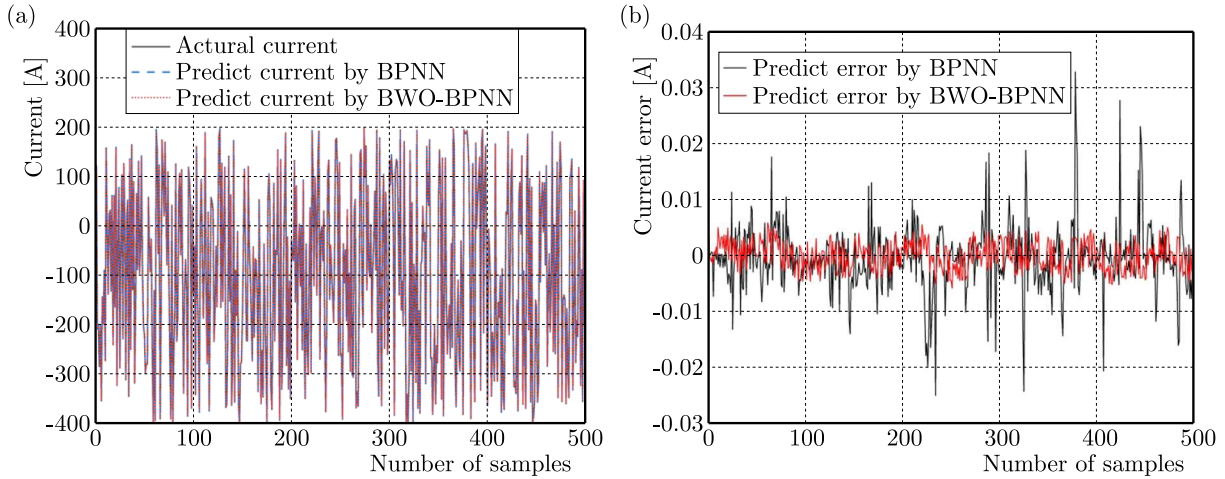 (a)
400
300
200
100
0
-100
-200
-300
-400
Current [A]
Actural current
Predict current by BPNN
Predict current by BWO-BPNN
0
100
200
300
400
500
Number of samples
(b)
0.04
0.03
0.02
0.01
0
-0.01
-0.02
-0.03
Current error [A]
Predict error by BPNN
Predict error by BWO-BPNN
0
100
200
300
400
500
Number of samples